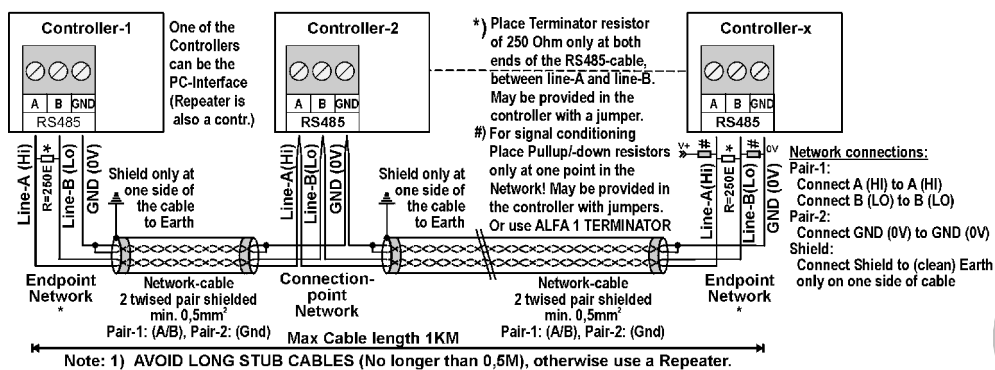 Controller-1
A B GND
RS485
One of the
Controllers
can be the
PC-Interface
(Repeater is
also a contr.)
Controller-2
A B GND
RS485
*) Place Terminator resistor
of 250 Ohm only at both
ends of the RS485-cable,
between line-A and line-B.
May be provided in the
controller with a jumper.
#) For signal conditioning
Place Pullup/-down resistors
only at one point in the
Network! May be provided in
the controller with jumpers.
Or use ALFA 1 TERMINATOR
Controller-x
A B GND
RS485
Line-A (Hi)
R=250E *
Line-B (Lo)
GND (0V)
Shield only at
one side of
the cable
to Earth
Line-A(Hi)
Line-B(Lo)
GND (0V)
Shield only at
one side of
the cable
to Earth
V+ # # 0V
Line-A(Hi)
R=250E *
Line-B(Lo)
GND (0V)
Network connections:
Pair-1:
Connect A (HI) to A (HI)
Connect B (LO) to B (LO)
Pair-2:
Connect GND (0V) to GND (0V)
Shield:
Connect Shield to (clean) Earth
only on one side of cable
Endpoint
Network
*
Network-cable
2 twised pair shielded
min. 0,5mm²
Pair-1: (A/B), Pair-2: (Gnd)
Connection-
point
Network
Network-cable
2 twised pair shielded
min. 0,5mm²
Pair-1: (A/B), Pair-2: (Gnd)
Endpoint
Network
*
Max Cable length 1KM
Note: 1) AVOID LONG STUB CABLES (No longer than 0,5M), otherwise use a Repeater.